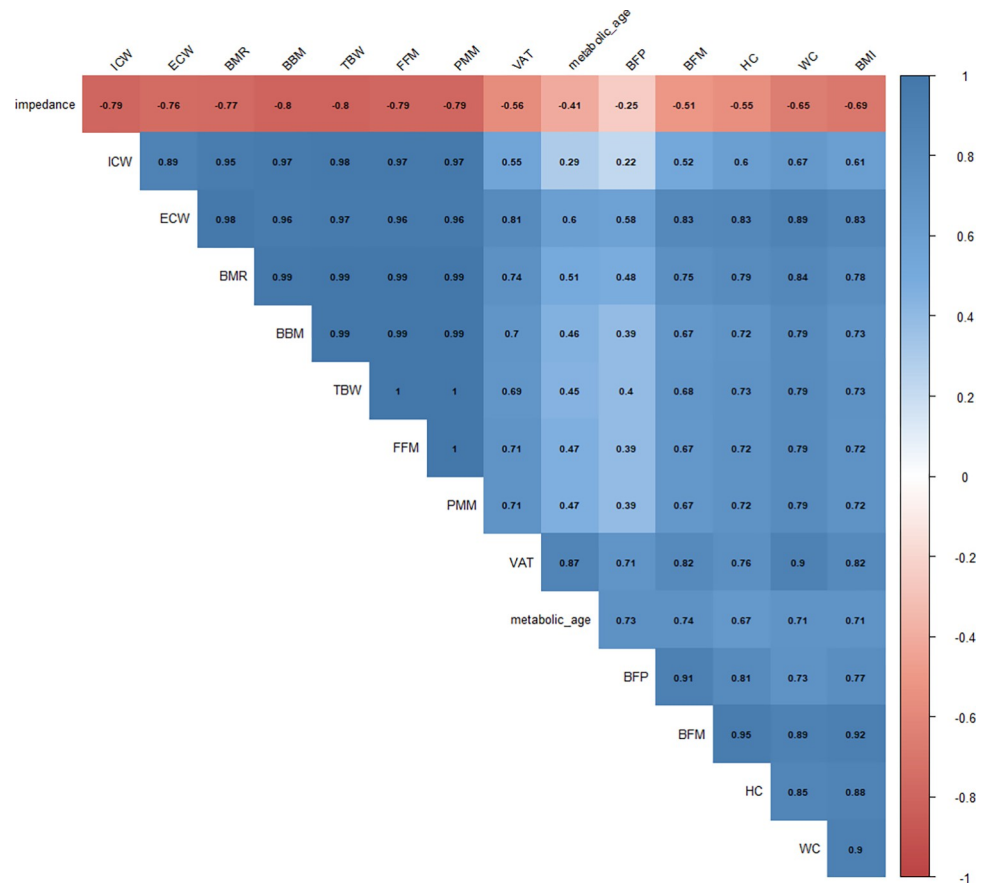 ICW ECW BMR BBM TBW FFM PMM VAT metabolic_age BFP BFM HC WC BMI
impedance -0.79 -0.76 -0.77 -0.8 -0.8 -0.79 -0.79 -0.56 -0.41 -0.25 -0.51 -0.55 -0.65 -0.69
ICW 0.89 0.95 0.97 0.98 0.97 0.97 0.55 0.29 0.22 0.52 0.6 0.67 0.61
ECW 0.98 0.96 0.97 0.96 0.96 0.81 0.6 0.58 0.83 0.83 0.89 0.83
BMR 0.99 0.99 0.99 0.99 0.74 0.51 0.48 0.75 0.79 0.84 0.78
BBM 0.99 0.99 0.99 0.7 0.46 0.39 0.67 0.72 0.79 0.73
TBW 1 1 0.69 0.45 0.4 0.68 0.73 0.79 0.73
FFM 1 0.71 0.47 0.39 0.67 0.72 0.79 0.72
PMM 0.71 0.47 0.39 0.67 0.72 0.79 0.72
VAT 0.87 0.71 0.82 0.76 0.9 0.82
metabolic_age 0.73 0.74 0.67 0.71 0.71
BFP 0.91 0.81 0.73 0.77
BFM 0.95 0.89 0.92
HC 0.85 0.88
WC 0.9
1
0.8
0.6
0.4
0.2
0
-0.2
-0.4
-0.6
-0.8
-1